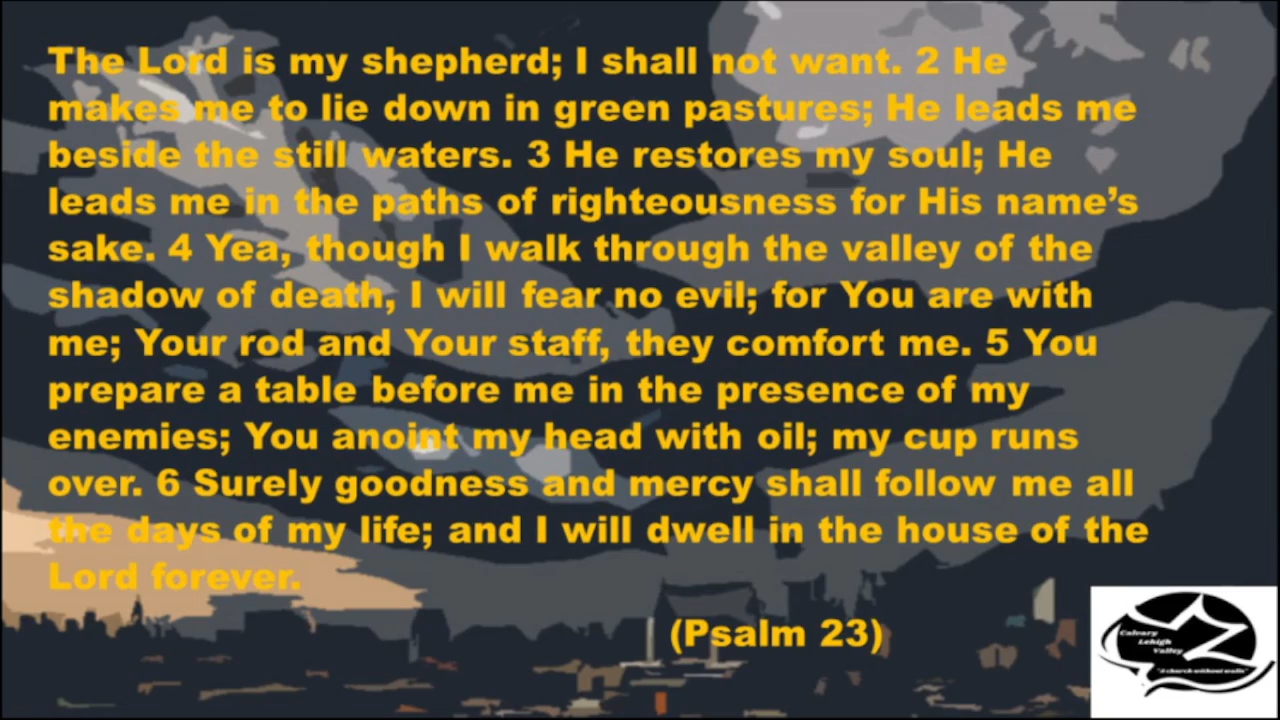 The Lord is my shepherd; I shall not want. 2 He
makes me to lie down in green pastures; He leads me
beside the still waters. 3 He restores my soul; He
leads me in the paths of righteousness for His name’s
sake. 4 Yea, though I walk through the valley of the
shadow of death, I will fear no evil; for You are with
me; Your rod and Your staff, they comfort me. 5 You
prepare a table before me in the presence of my
enemies; You anoint my head with oil; my cup runs
over. 6 Surely goodness and mercy shall follow me all
the days of my life; and I will dwell in the house of the
Lord forever.
(Psalm 23)
Calvary
Lehigh
Valley
"A church without walls"